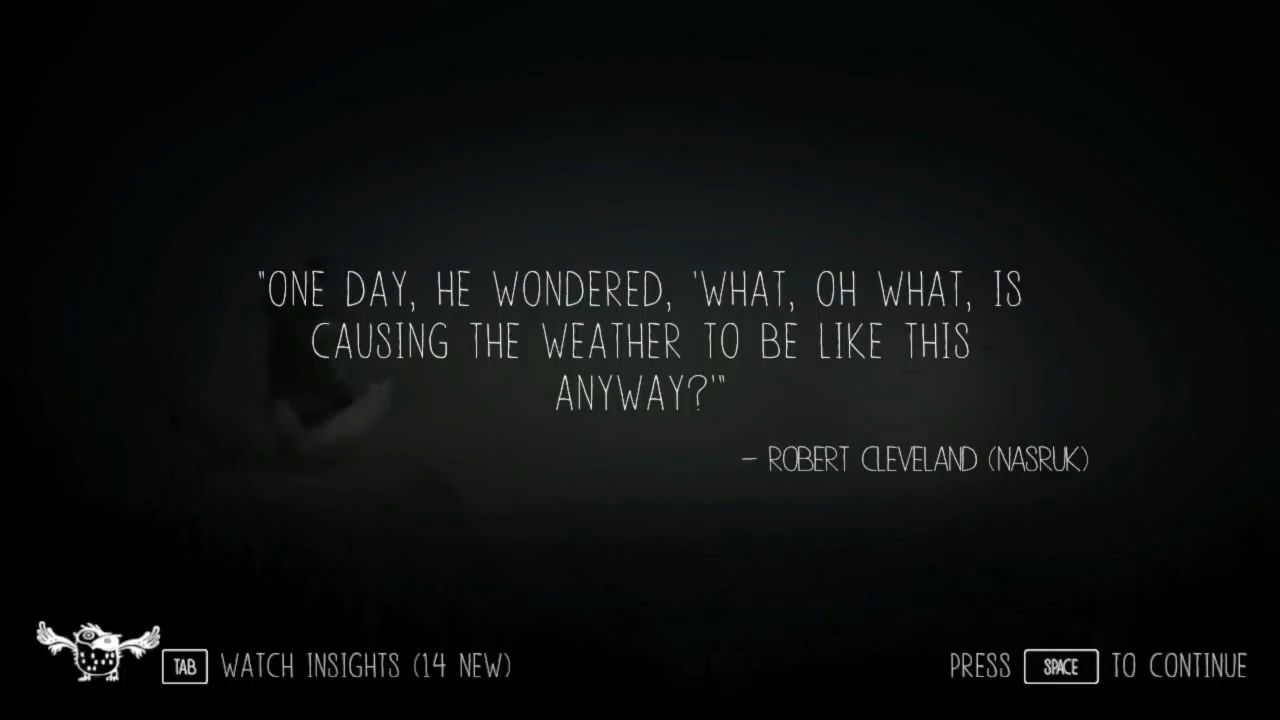 "ONE DAY, HE WONDERED, 'WHAT, OH WHAT, IS
CAUSING THE WEATHER TO BE LIKE THIS
ANYWAY?'"
– ROBERT CLEVELAND (NASRUK)
TAB WATCH INSIGHTS (14 NEW)
PRESS SPACE TO CONTINUE